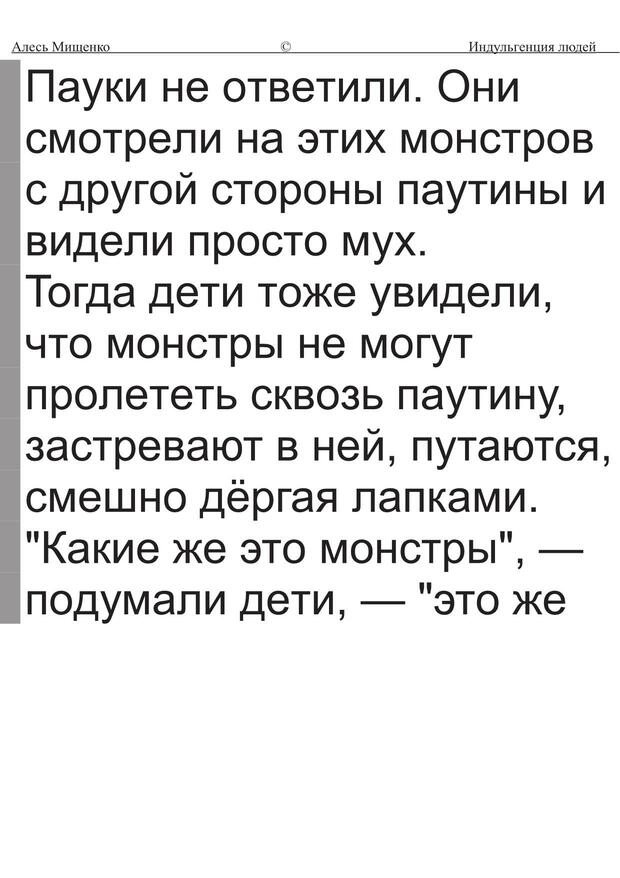 Алесь Мищенко © Индульгенция людей
Пауки не ответили. Они
смотрели на этих монстров
с другой стороны паутины и
видели просто мух.
Тогда дети тоже увидели,
что монстры не могут
пролететь сквозь паутину,
застревают в ней, путаются,
смешно дёргая лапками.
"Какие же это монстры", —
подумали дети, — "это же